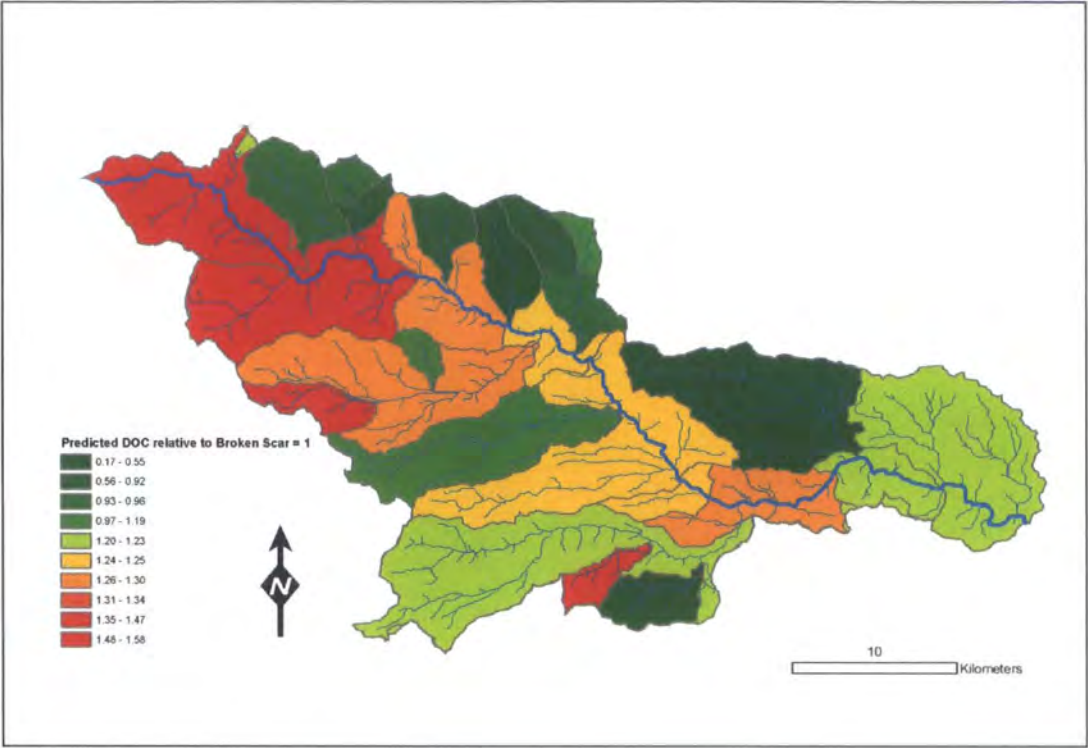 Predicted DOC relative to Broken Scar = 1
0.17 - 0.55
0.56 - 0.92
0.93 - 0.96
0.97 - 1.19
1.20 - 1.23
1.24 - 1.25
1.26 - 1.30
1.31 - 1.34
1.35 - 1.47
1.48 - 1.58
N
10
Kilometers